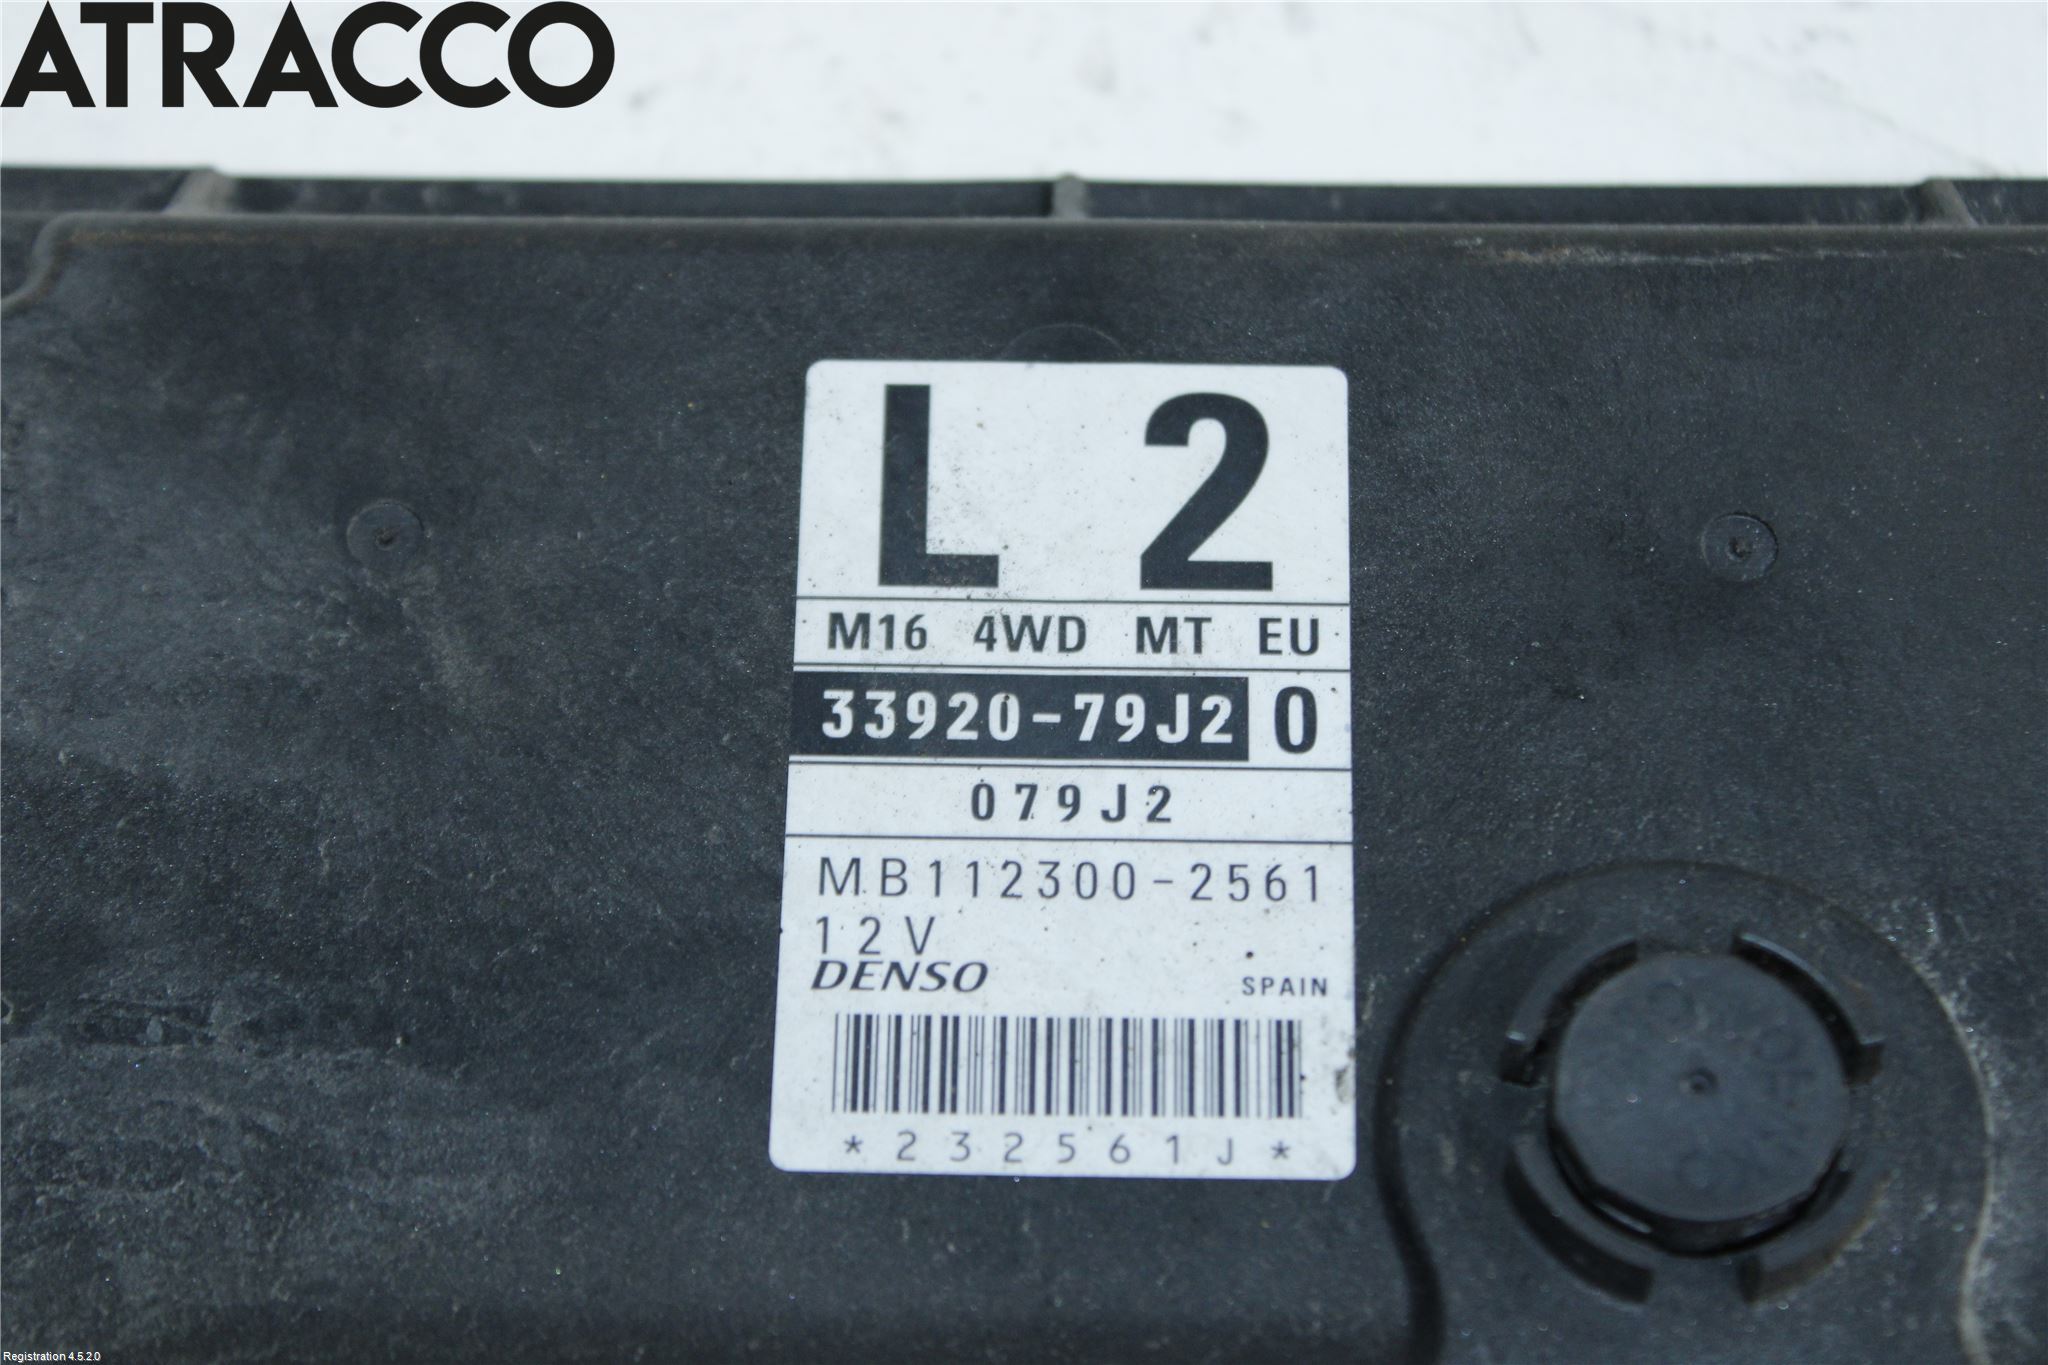 ATRACCO
L 2
M16 4WD MT EU
33920-79J2 0
079J2
MB112300-2561
12V
DENSO SPAIN
*232561J*
Registration 4.5.2.0